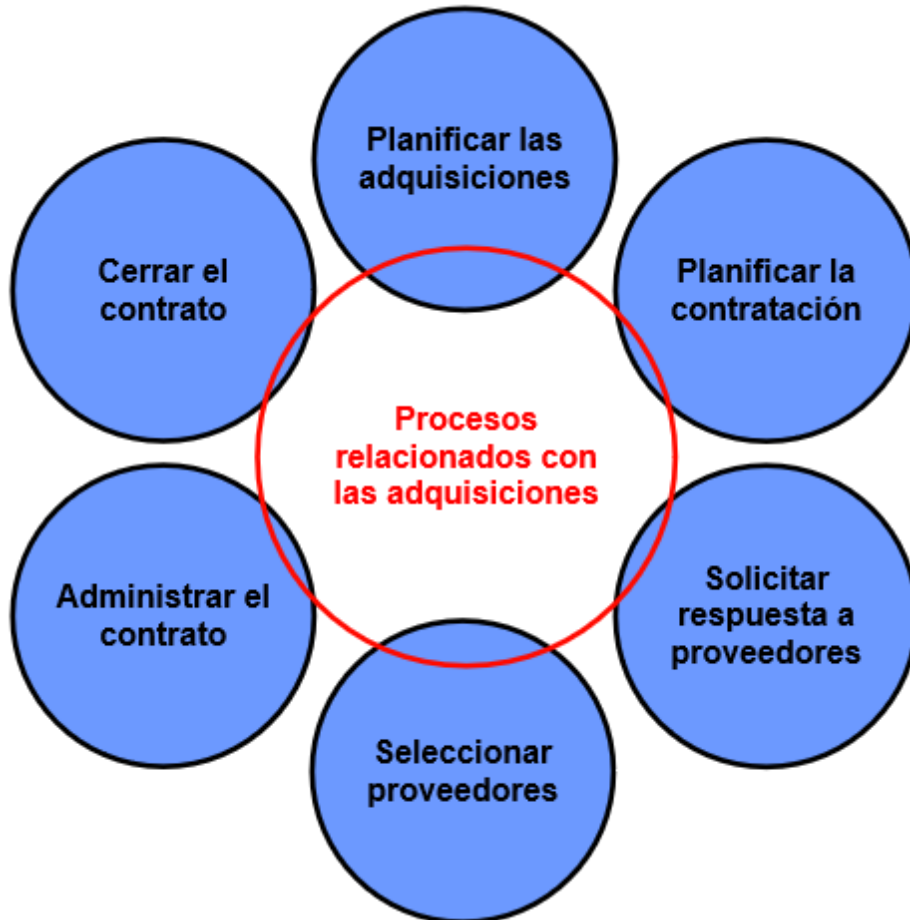 Planificar las
adquisiciones
Planificar la
contratación
Solicitar
respuesta a
proveedores
Seleccionar
proveedores
Administrar el
contrato
Cerrar el
contrato
Procesos
relacionados con
las adquisiciones